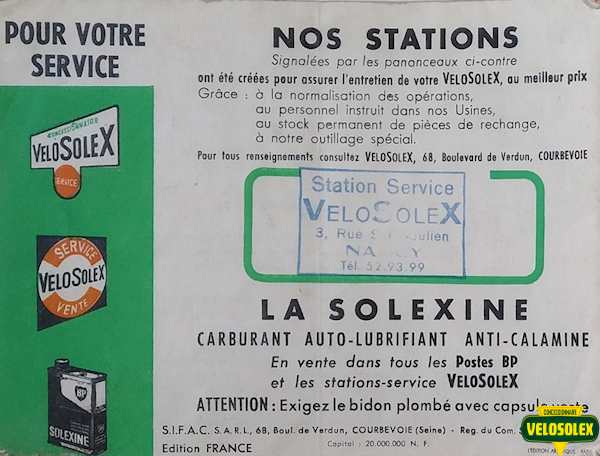 POUR VOTRE
SERVICE
CONCESSIONNAIRE
VELOSOLEX
SERVICE
SERVICE
VELOSOLEX
VENTE
BP
SOLEXINE
NOS STATIONS
Signalées par les pananceaux ci-contre
ont été créées pour assurer l'entretien de votre VELOSOLEX, au meilleur prix
Grâce : à la normalisation des opérations,
au personnel instruit dans nos Usines,
au stock permanent de pièces de rechange,
à notre outillage spécial.
Pour tous renseignements consultez VELOSOLEX, 68, Boulevard de Verdun, COURBEVOIE
Station Service
VELOSOLEX
3, Rue
Tél. 52.93.99
LA SOLEXINE
CARBURANT AUTO-LUBRIFIANT ANTI-CALAMINE
En vente dans tous les Postes BP
et les stations-service VELOSOLEX
ATTENTION : Exigez le bidon plombé avec capsule verte
S.I.F.A.C. S.A.R.L., 68, Boul. de Verdun, COURBEVOIE (Seine) - Reg. du Com.
Edition FRANCE
Capital : 20.000.000 N. F.
CONCESSIONNAIRE
VELOSOLEX